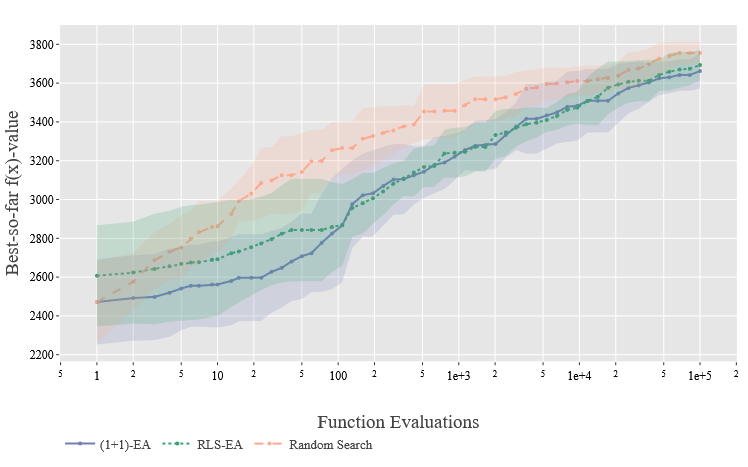 Best-so-far f(x)-value
3800
3600
3400
3200
3000
2800
2600
2400
2200
5 1 2 5 10 2 5 100 2 5 1e+3 2 5 1e+4 2 5 1e+5 2
Function Evaluations
(1+1)-EA RLS-EA Random Search